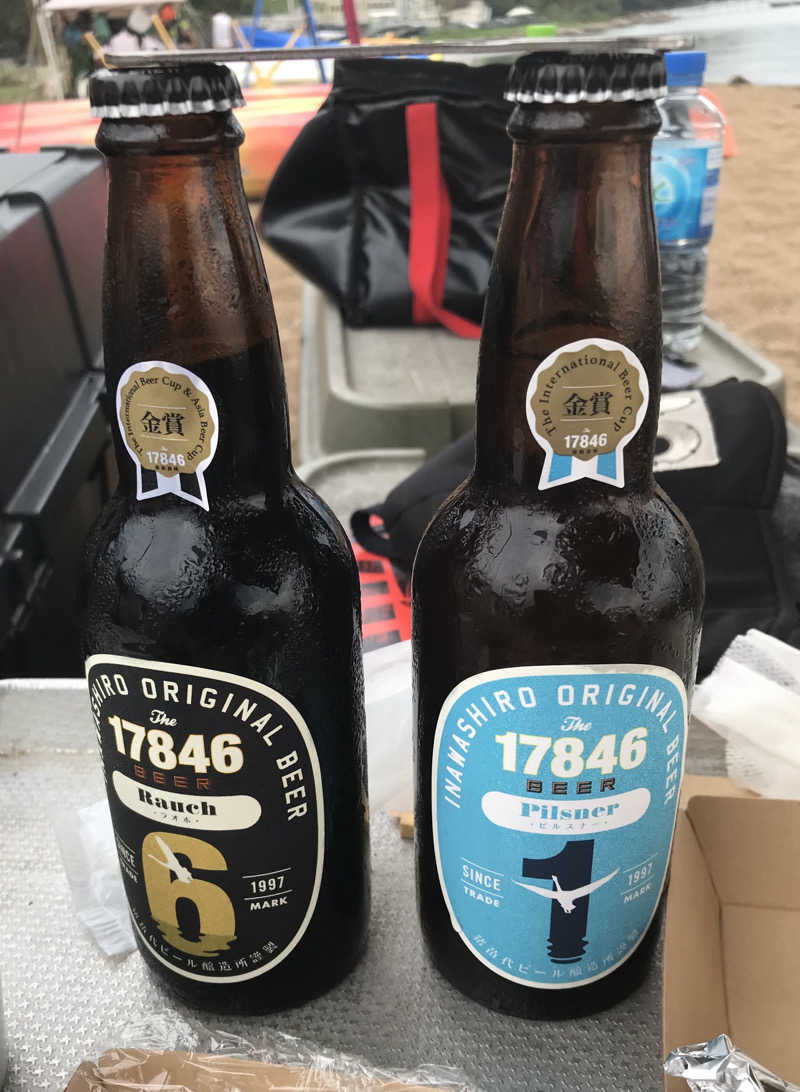 The International Beer Cup & Asia Beer Cup
金賞
The
17846
SHIRO ORIGINAL BEER
The
17846
BEER
Rauch
・ラオホ・
6
SINCE
TRADE
1997
MARK
苗代ビール醸造所謹製
The International Beer Cup
金賞
The
17846
INAWASHIRO ORIGINAL BEER
The
17846
BEER
Pilsner
・ピルスナー・
1
SINCE
TRADE
1997
MARK
猪苗代ビール醸造所謹製